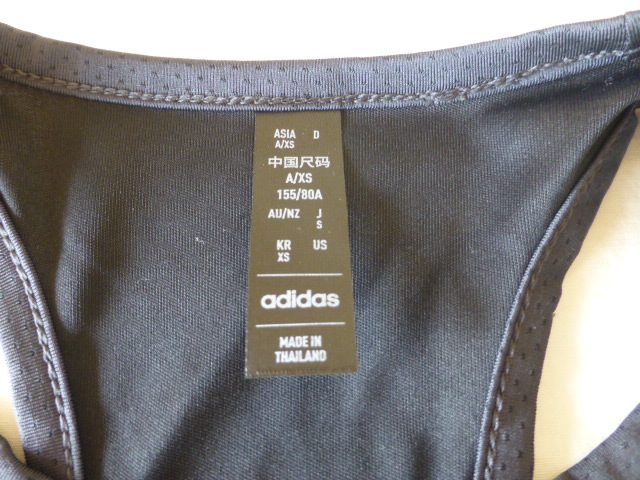 ASIA D
A/XS
中国尺码
A/XS
155/80A
AU/NZ J
S
KR US
XS
adidas
MADE IN
THAILAND